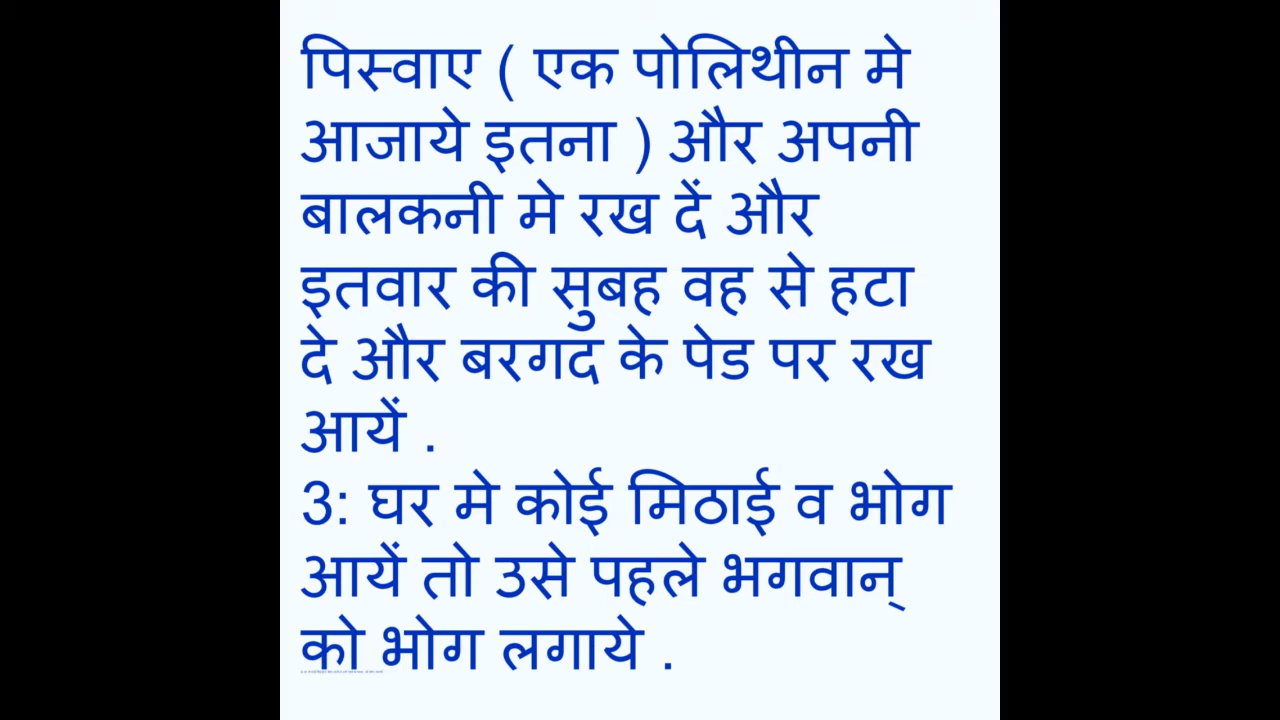 पिस्वाए ( एक पोलिथीन मे
आजाये इतना ) और अपनी
बालकनी मे रख दें और
इतवार की सुबह वह से हटा
दे और बरगद के पेड पर रख
आयें .
3: घर मे कोई मिठाई व भोग
आयें तो उसे पहले भगवान्
को भोग लगाये .